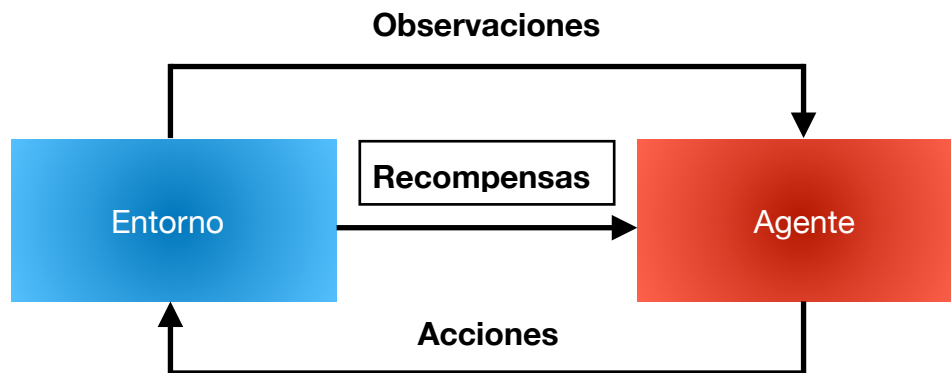 Observaciones
Recompensas
Entorno
Agente
Acciones